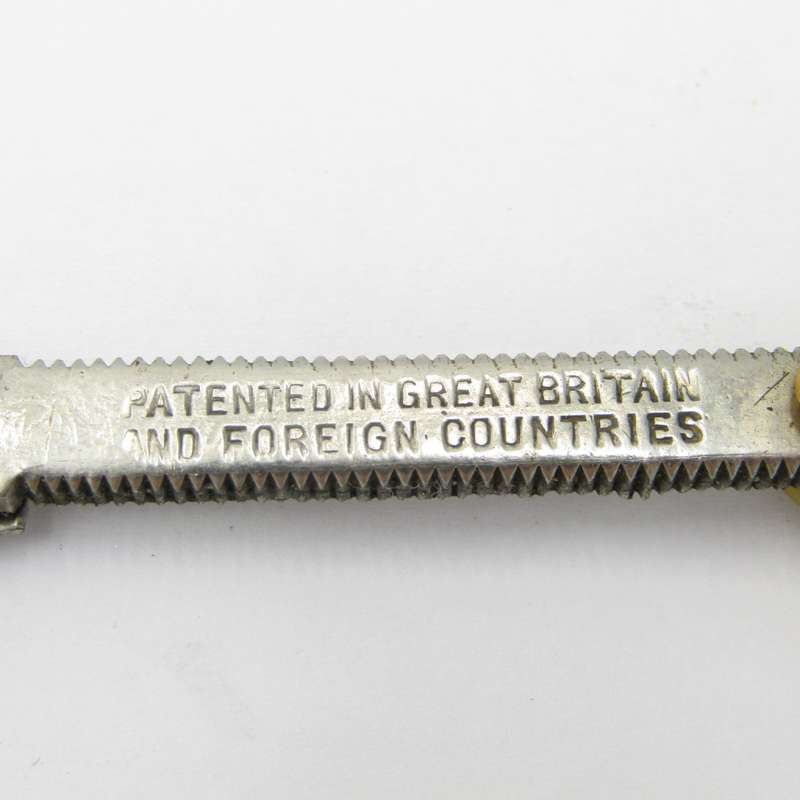 PATENTED IN GREAT BRITAIN
AND FOREIGN COUNTRIES